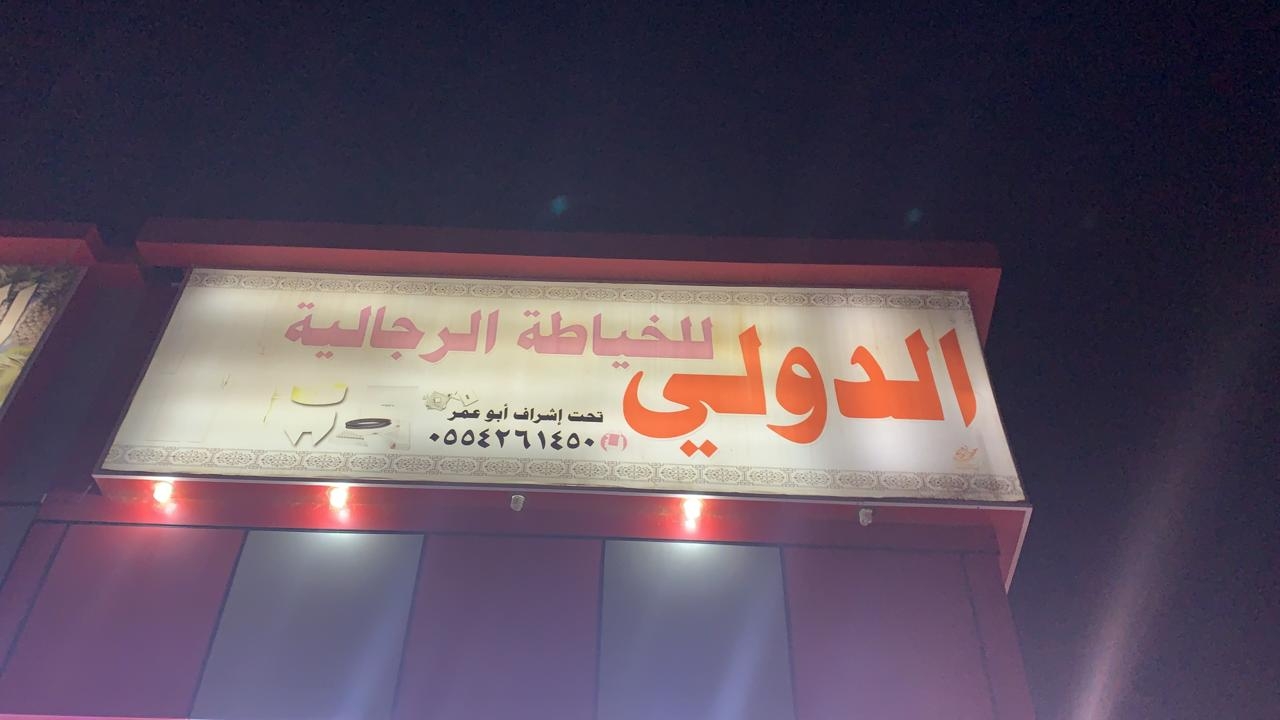 الدولي
للخياطة الرجالية
تحت إشراف أبو عمر
٠٥٥٤٢٦١٤٥٠